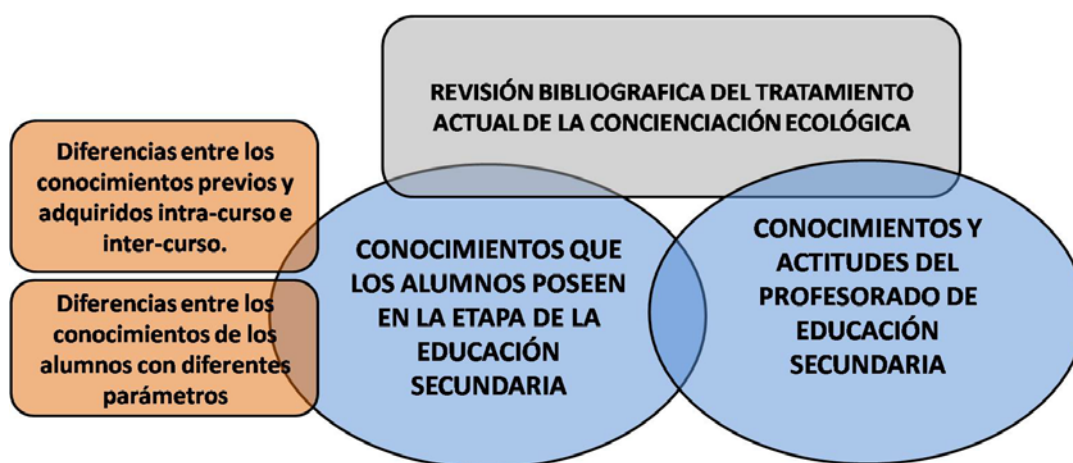 REVISIÓN BIBLIOGRAFICA DEL TRATAMIENTO
ACTUAL DE LA CONCIENCIACIÓN ECOLÓGICA
Diferencias entre los
conocimientos previos y
adquiridos intra-curso e
inter-curso.
Diferencias entre los
conocimientos de los
alumnos con diferentes
parámetros
CONOCIMIENTOS QUE
LOS ALUMNOS POSEEN
EN LA ETAPA DE LA
EDUCACIÓN
SECUNDARIA
CONOCIMIENTOS Y
ACTITUDES DEL
PROFESORADO DE
EDUCACIÓN
SECUNDARIA